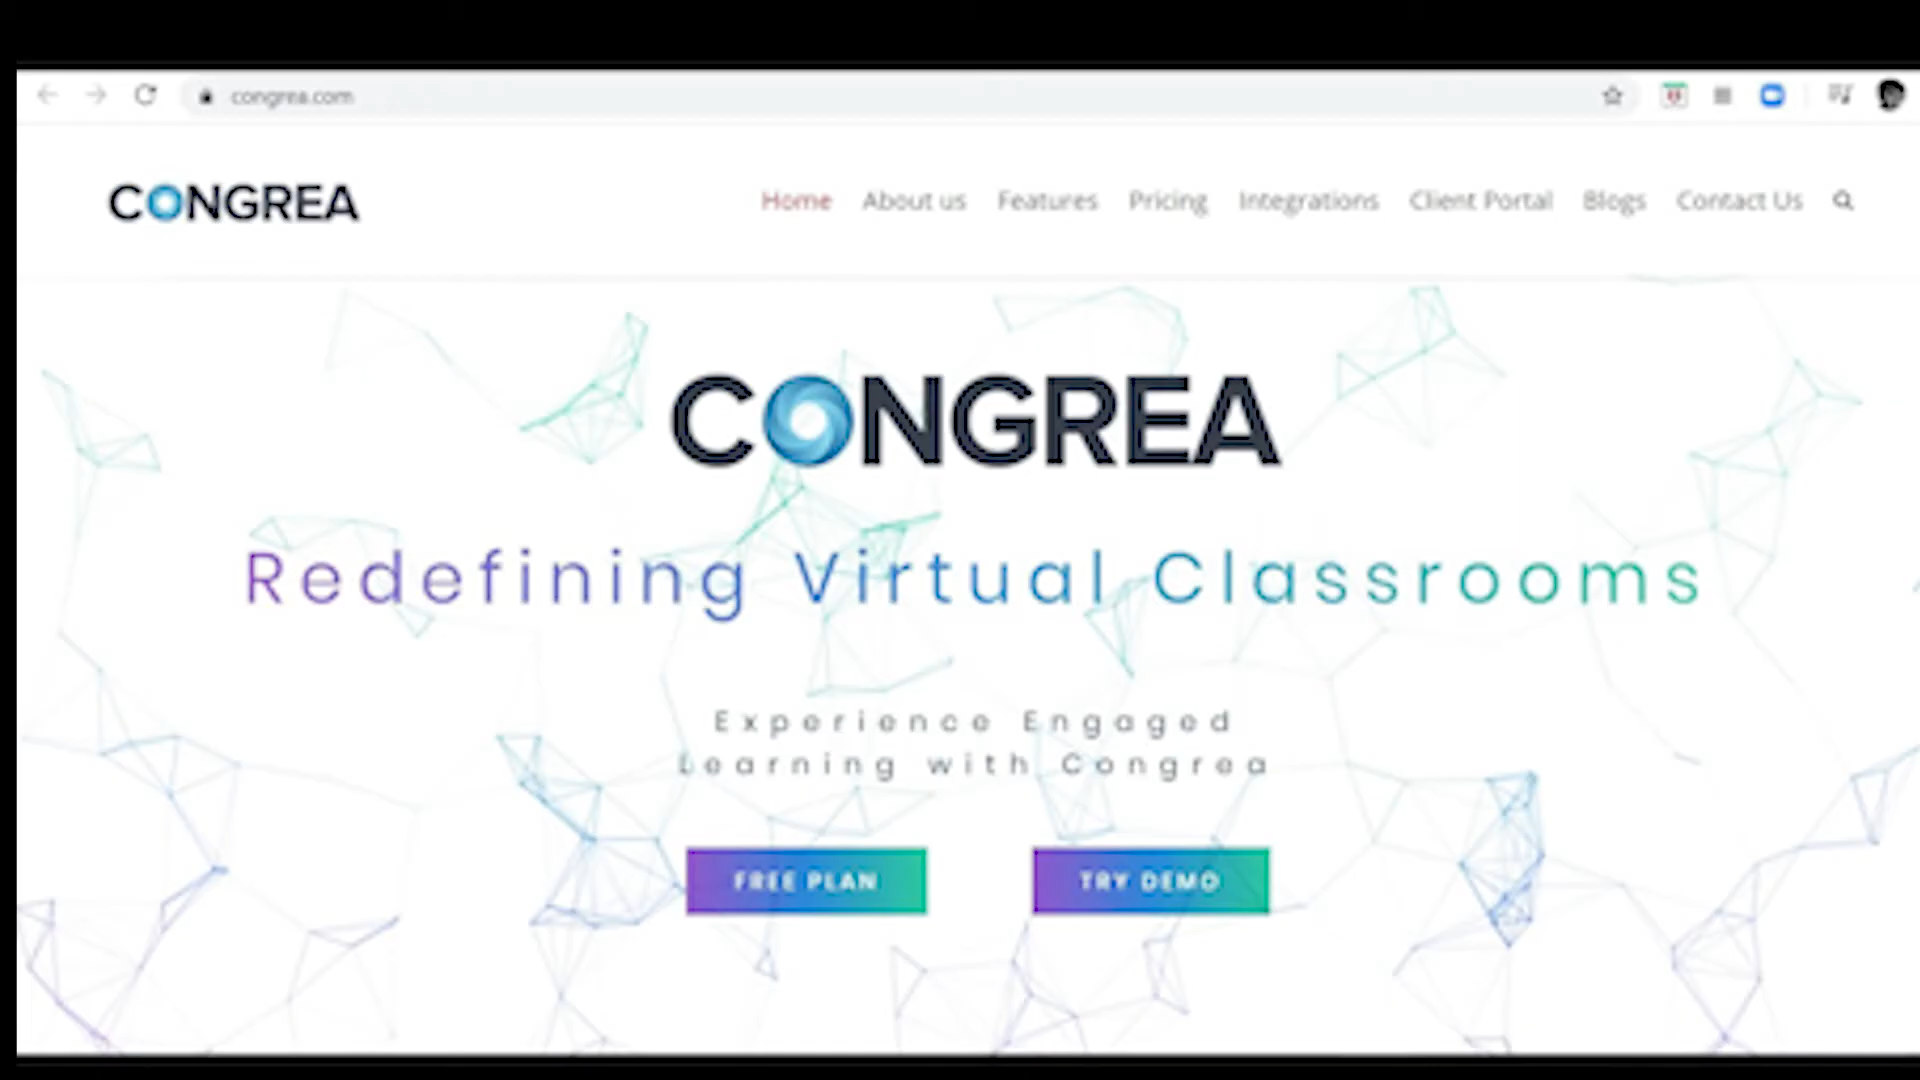 congrea.com
CONGREA
Home About us Features Pricing Integrations Client Portal Blogs Contact Us
CONGREA
Redefining Virtual Classrooms
Experience Engaged
Learning with Congrea
FREE PLAN TRY DEMO